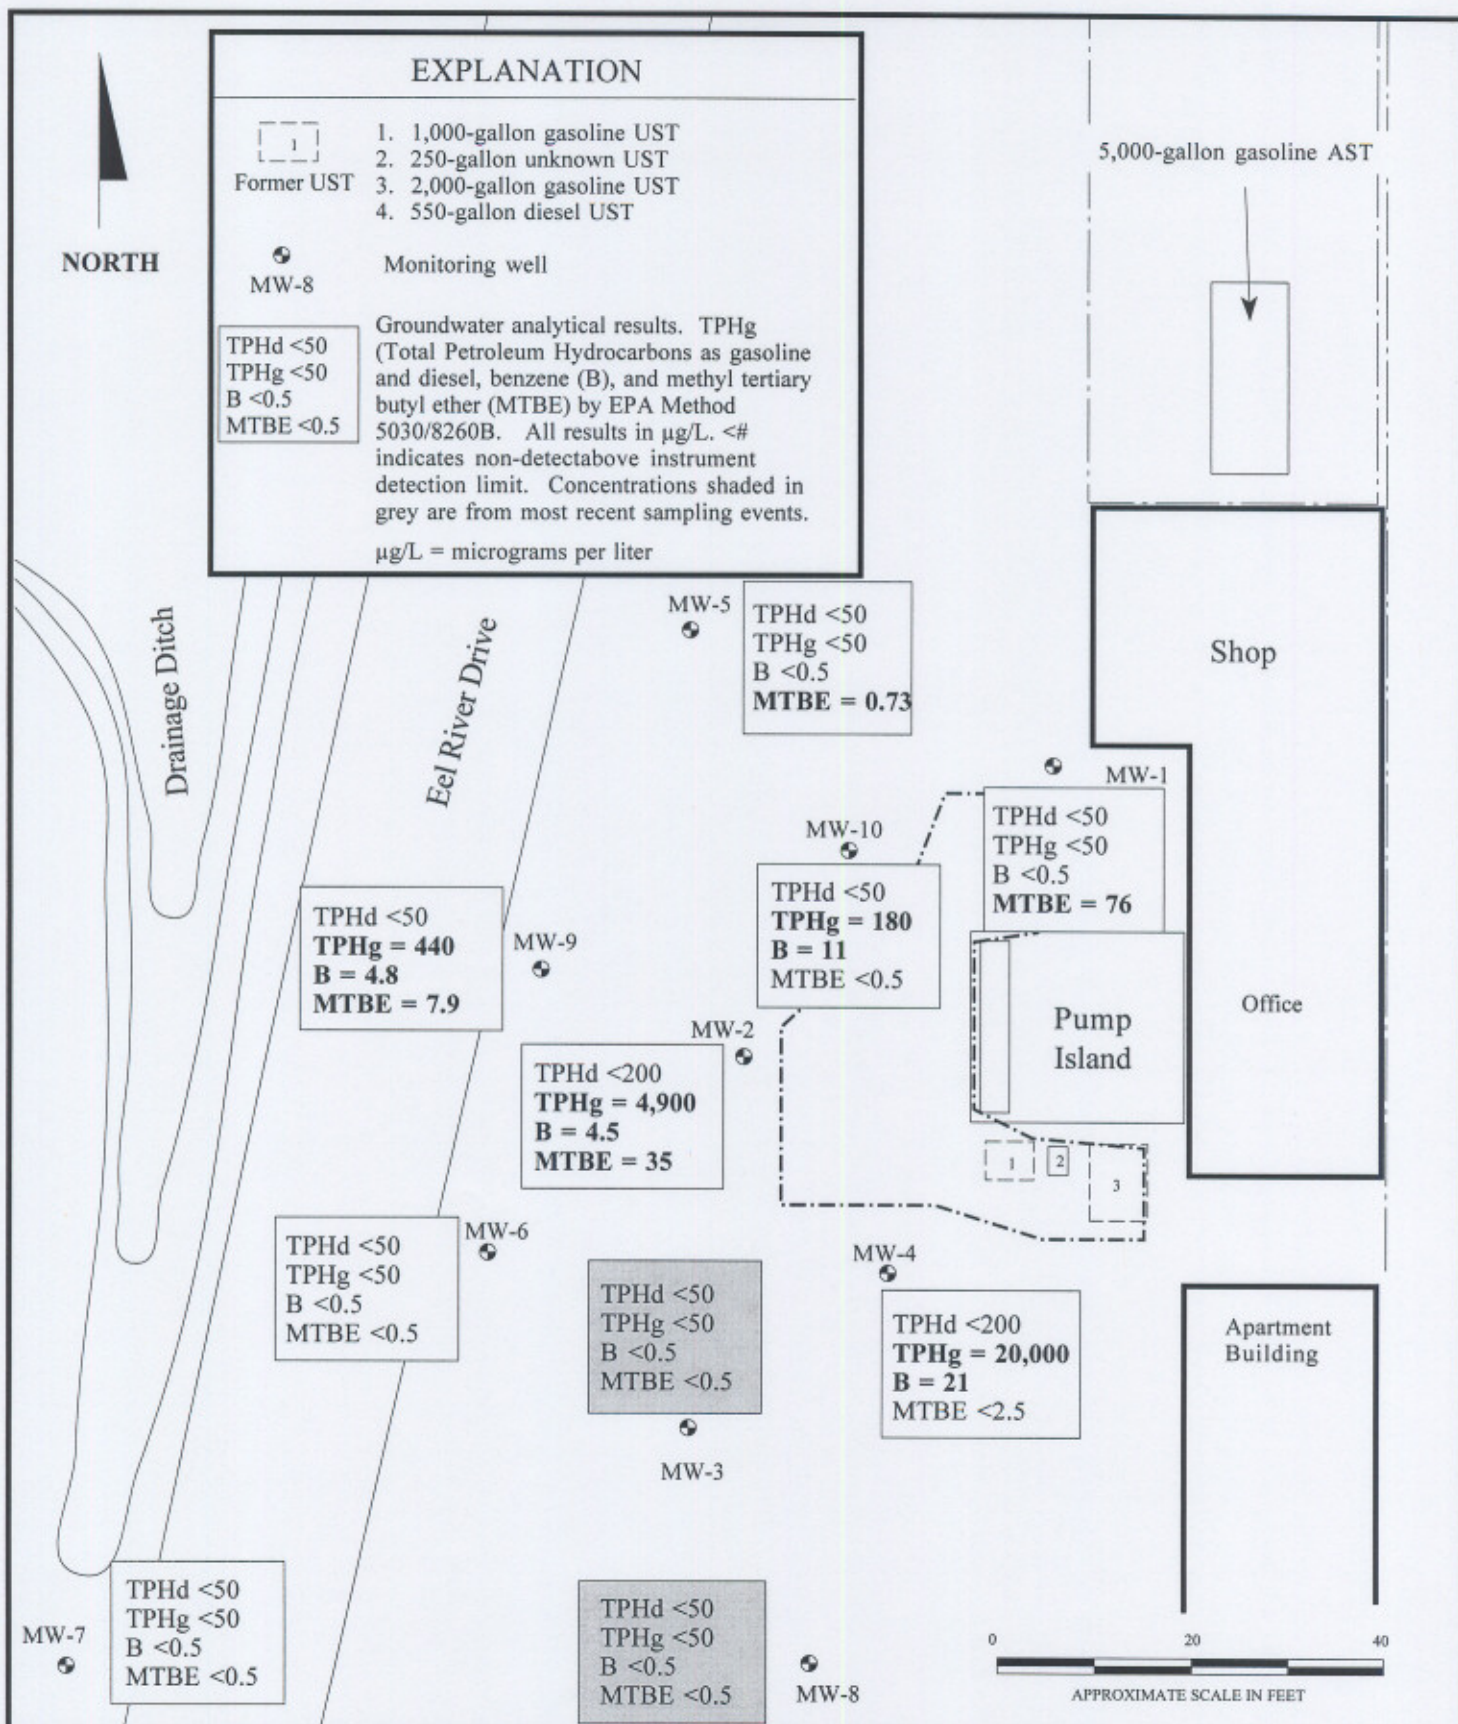 EXPLANATION
1
Former UST
1. 1,000-gallon gasoline UST
2. 250-gallon unknown UST
3. 2,000-gallon gasoline UST
4. 550-gallon diesel UST
MW-8
Monitoring well
TPHd <50
TPHg <50
B <0.5
MTBE <0.5
Groundwater analytical results. TPHg
(Total Petroleum Hydrocarbons as gasoline
and diesel, benzene (B), and methyl tertiary
butyl ether (MTBE) by EPA Method
5030/8260B. All results in µg/L. <#
indicates non-detectabove instrument
detection limit. Concentrations shaded in
grey are from most recent sampling events.
µg/L = micrograms per liter
NORTH
5,000-gallon gasoline AST
Drainage Ditch
Eel River Drive
MW-5
TPHd <50
TPHg <50
B <0.5
MTBE = 0.73
Shop
MW-1
TPHd <50
TPHg <50
B <0.5
MTBE = 76
MW-10
TPHd <50
TPHg = 180
B = 11
MTBE <0.5
TPHd <50
TPHg = 440
B = 4.8
MTBE = 7.9
MW-9
Office
Pump
Island
MW-2
TPHd <200
TPHg = 4,900
B = 4.5
MTBE = 35
1
2
3
TPHd <50
TPHg <50
B <0.5
MTBE <0.5
MW-6
TPHd <50
TPHg <50
B <0.5
MTBE <0.5
MW-3
MW-4
TPHd <200
TPHg = 20,000
B = 21
MTBE <2.5
Apartment
Building
MW-7
TPHd <50
TPHg <50
B <0.5
MTBE <0.5
TPHd <50
TPHg <50
B <0.5
MTBE <0.5
MW-8
0 20 40
APPROXIMATE SCALE IN FEET